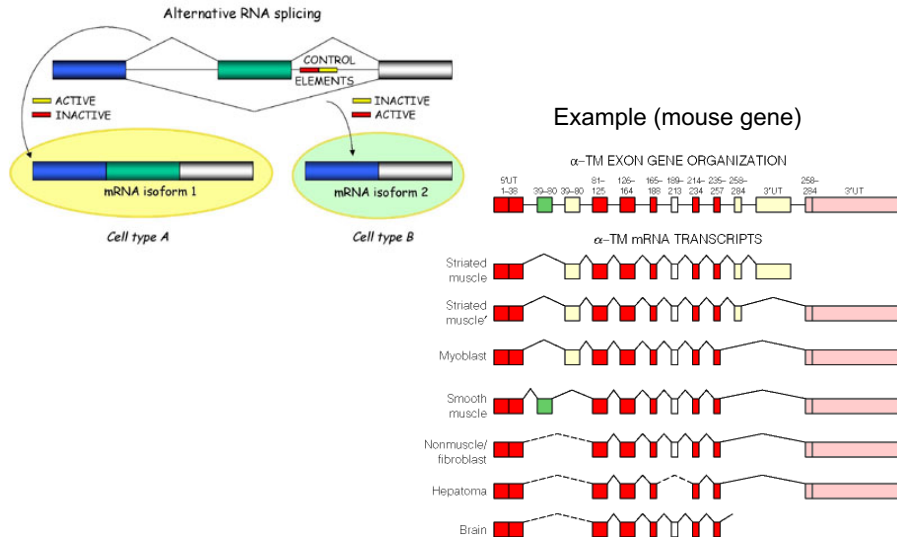 Alternative RNA splicing
CONTROL
ELEMENTS
ACTIVE
INACTIVE
INACTIVE
ACTIVE
mRNA isoform 1
mRNA isoform 2
Cell type A
Cell type B
Example (mouse gene)
α-TM EXON GENE ORGANIZATION
5'UT 81- 126- 165- 189- 214- 235- 258- 258-
1-38 39-80 39-80 125 164 188 213 234 257 284 3'UT 284 3'UT
α-TM mRNA TRANSCRIPTS
Striated
muscle
Striated
muscle'
Myoblast
Smooth
muscle
Nonmuscle/
fibroblast
Hepatoma
Brain